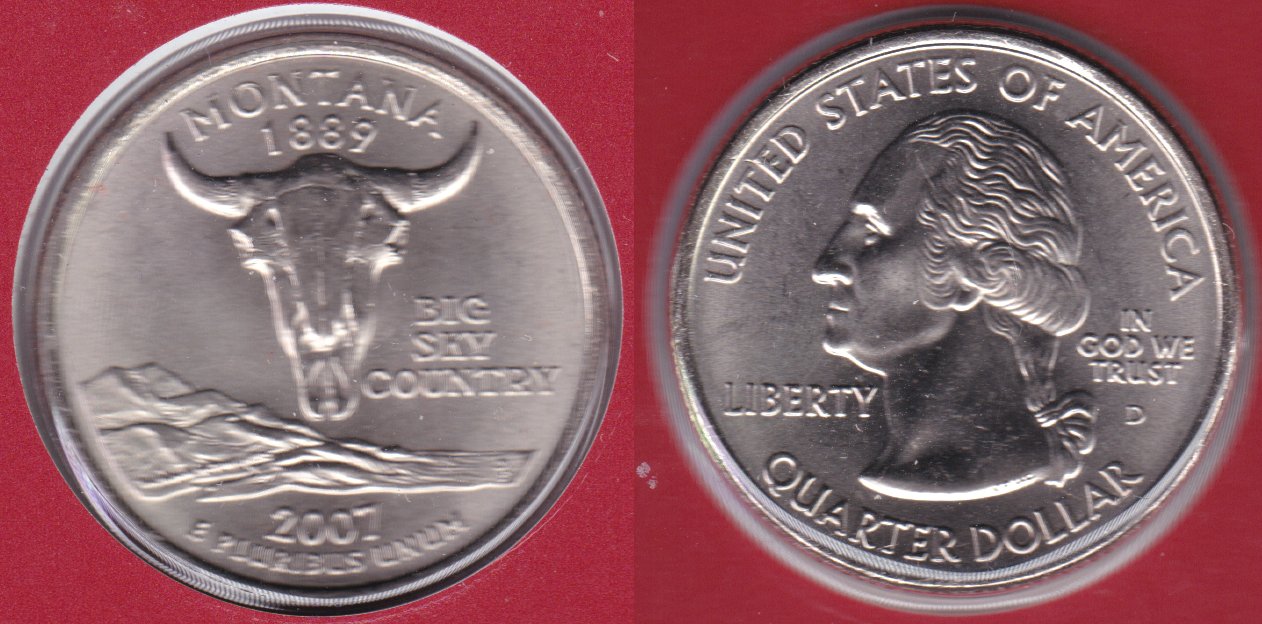 MONTANA
1889
BIG
SKY
COUNTRY
2007
E PLURIBUS UNUM
UNITED STATES OF AMERICA
IN
GOD WE
TRUST
LIBERTY
D
QUARTER DOLLAR